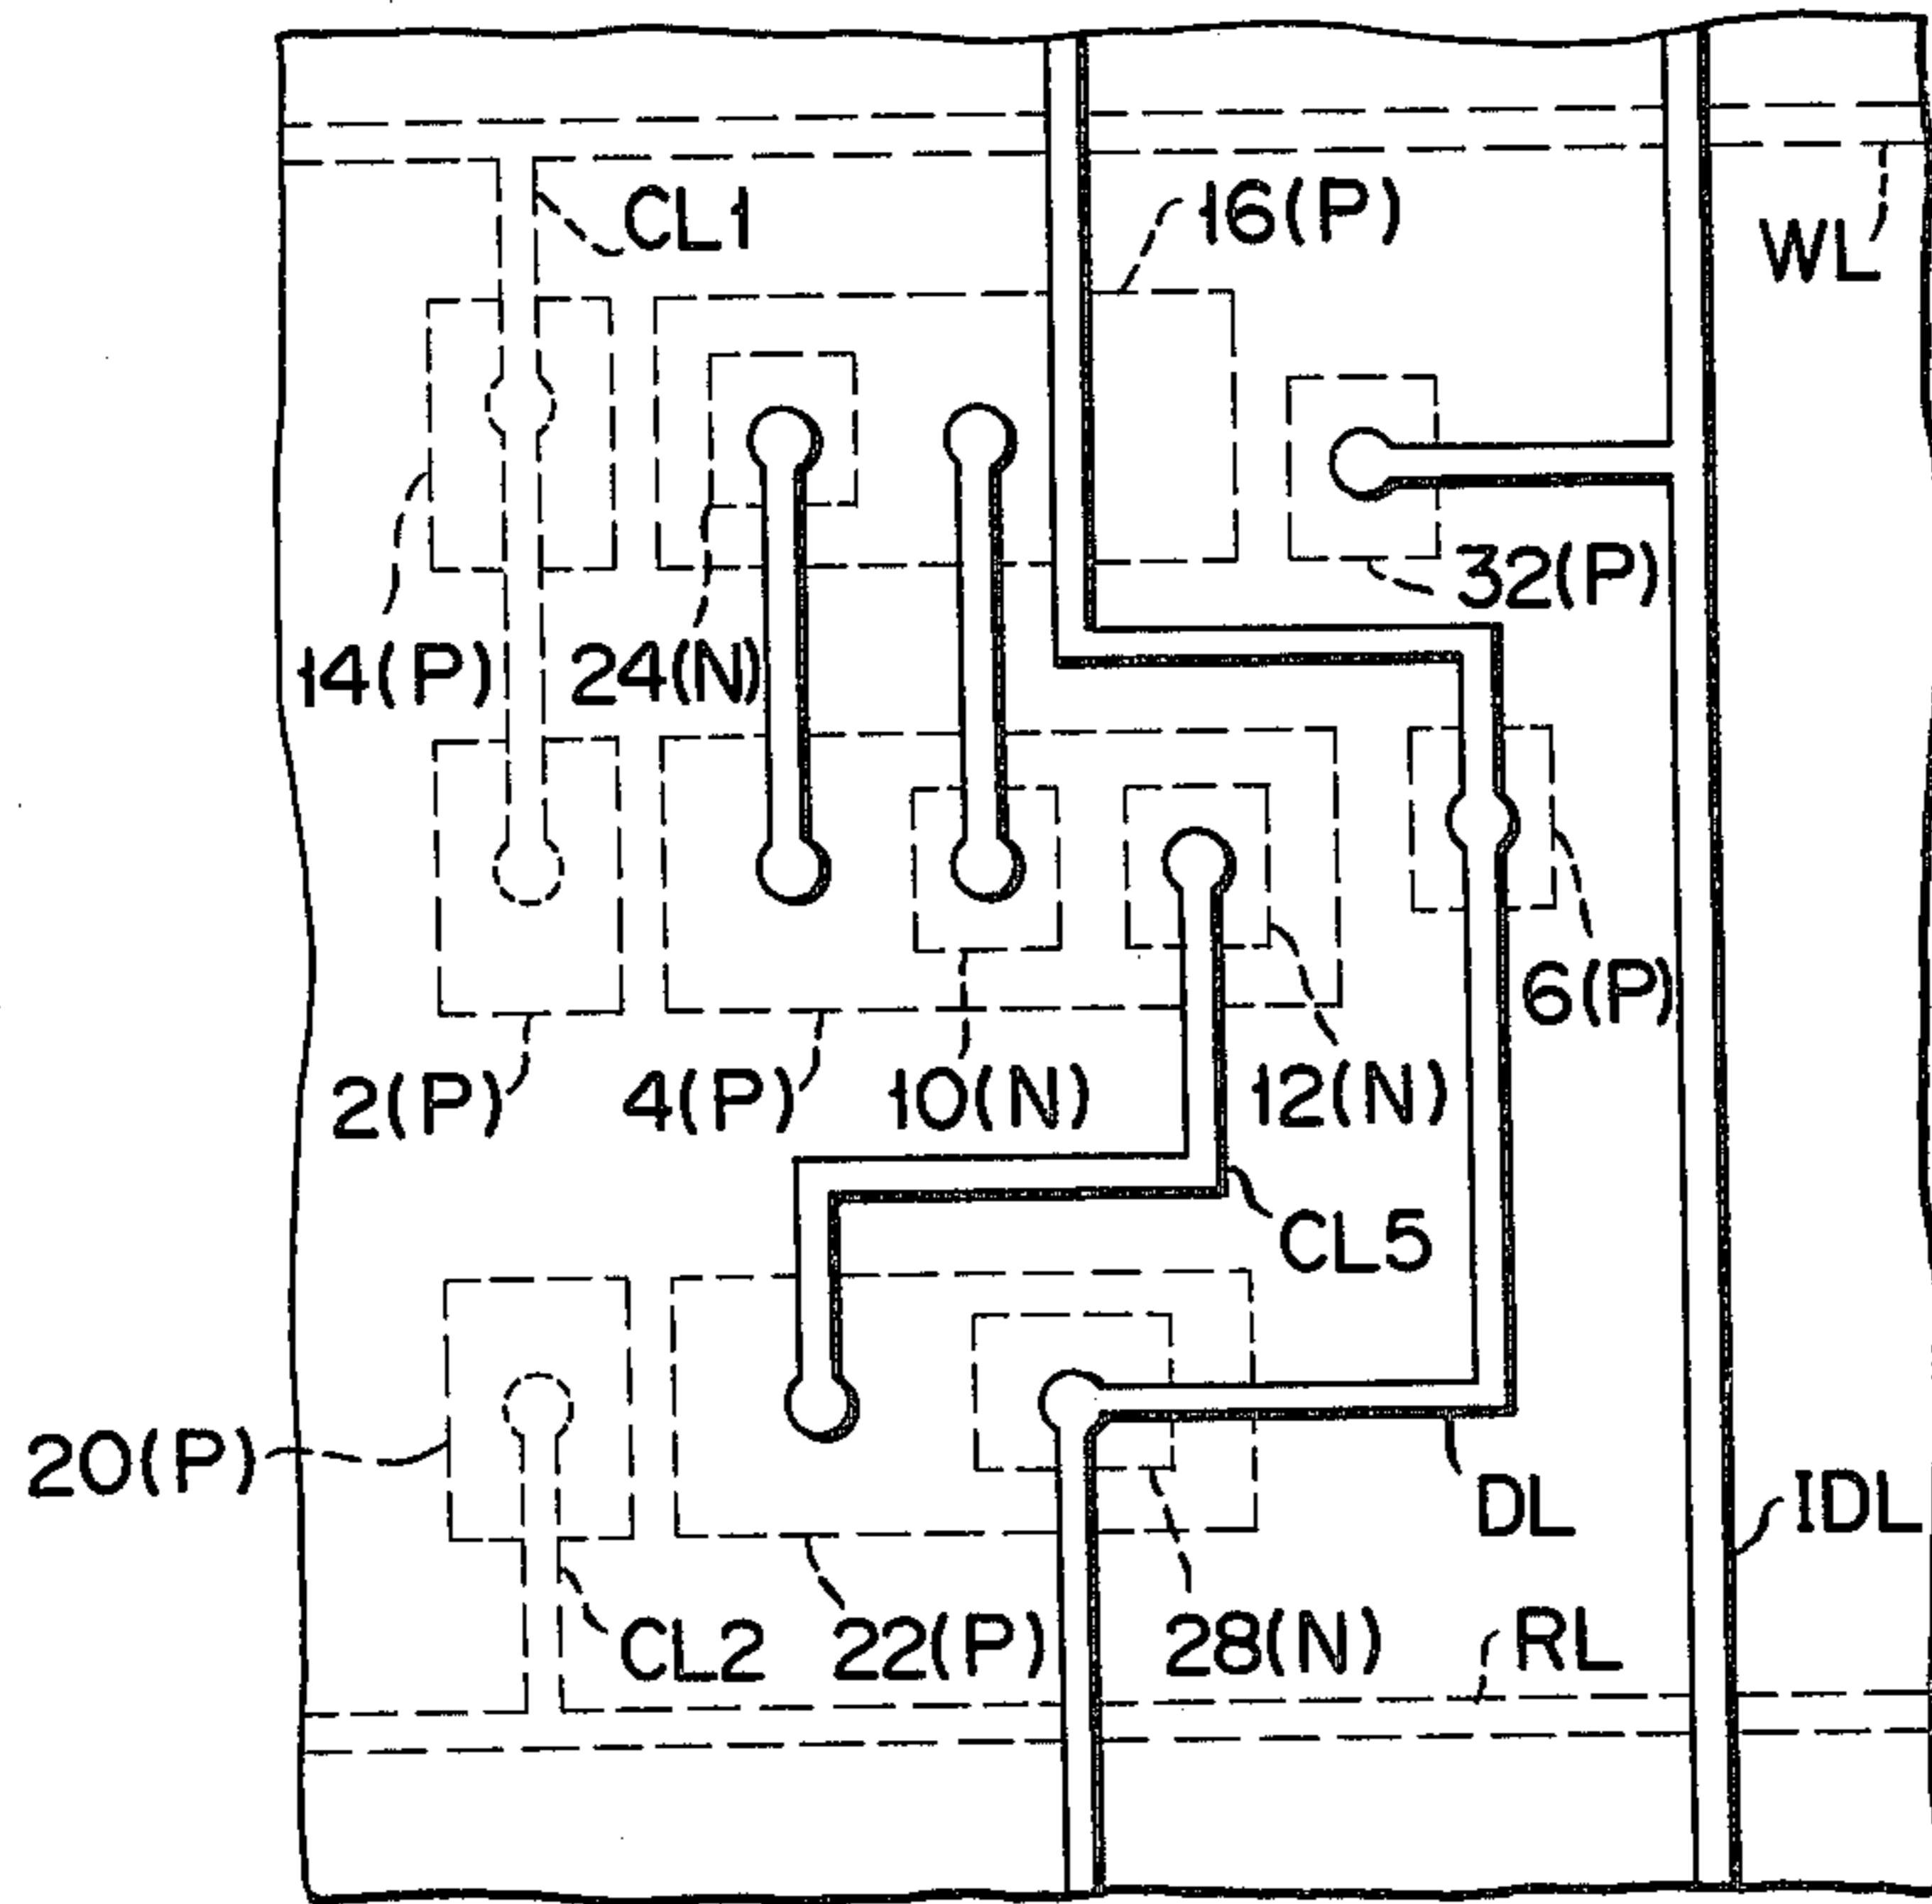 CL1
16(P)
WL
32(P)
14(P)
24(N)
6(P)
2(P)
4(P)
10(N)
12(N)
CL5
20(P)
DL
IDL
CL2
22(P)
28(N)
RL